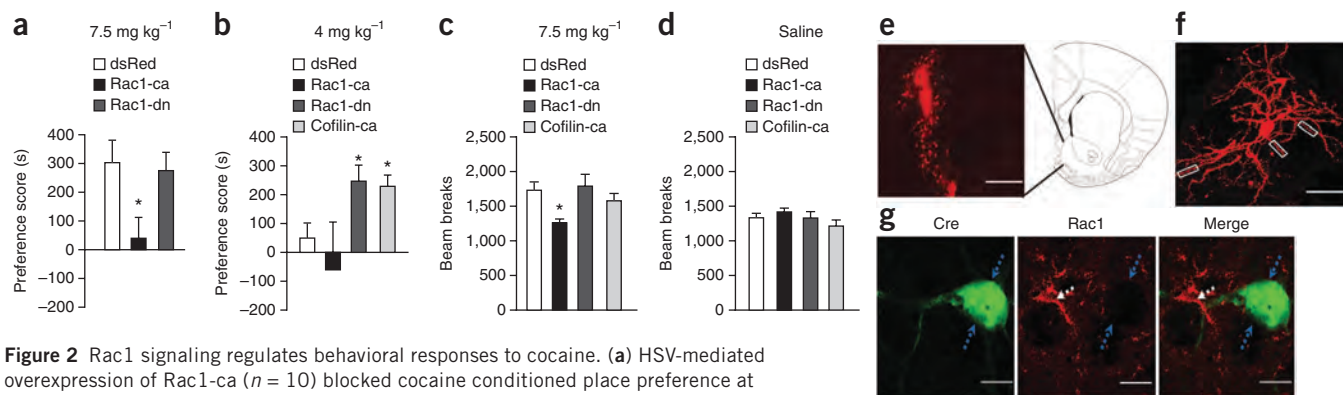 a
7.5 mg kg⁻¹
dsRed
Rac1-ca
Rac1-dn
Preference score (s)
400
300
200
100
0
–100
–200
*
b
4 mg kg⁻¹
dsRed
Rac1-ca
Rac1-dn
Cofilin-ca
Preference score (s)
400
300
200
100
0
–100
–200
*
*
c
7.5 mg kg⁻¹
dsRed
Rac1-ca
Rac1-dn
Cofilin-ca
Beam breaks
2,500
2,000
1,500
1,000
500
0
*
d
Saline
dsRed
Rac1-ca
Rac1-dn
Cofilin-ca
Beam breaks
2,500
2,000
1,500
1,000
500
0
e
f
g
Cre
Rac1
Merge
Figure 2 Rac1 signaling regulates behavioral responses to cocaine. (a) HSV-mediated
overexpression of Rac1-ca (n = 10) blocked cocaine conditioned place preference at